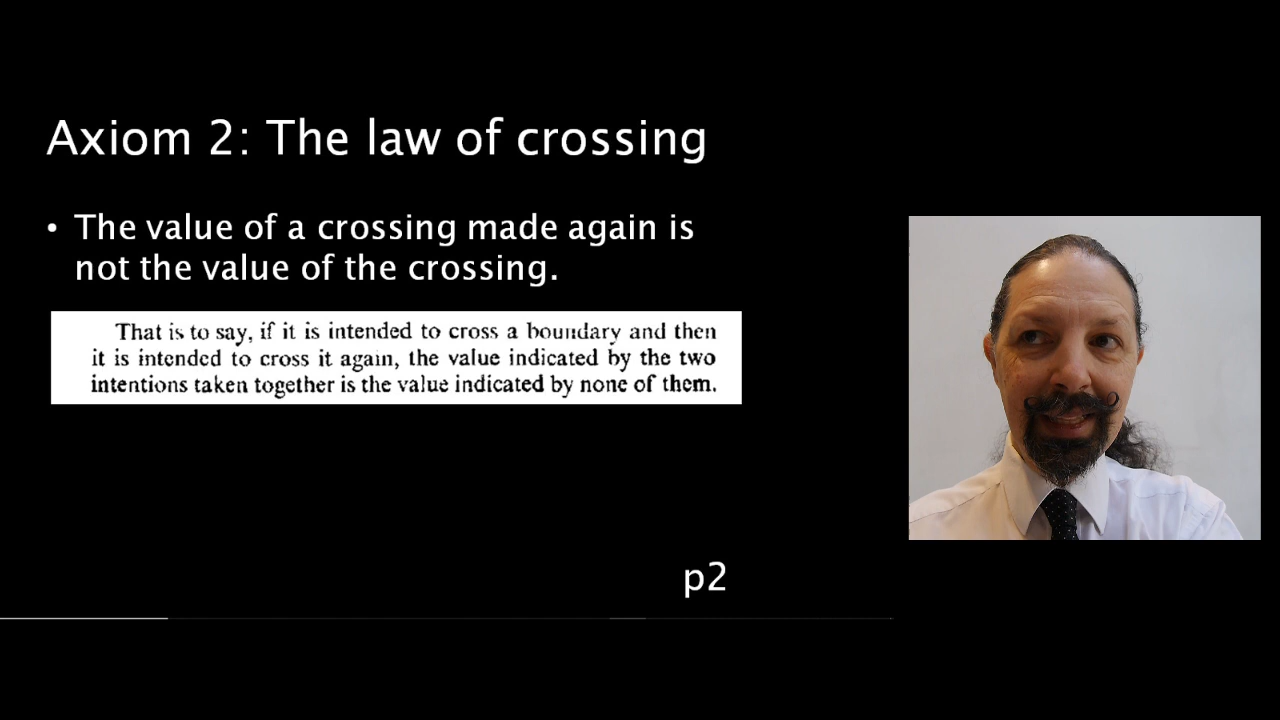 Axiom 2: The law of crossing
• The value of a crossing made again is
not the value of the crossing.
That is to say, if it is intended to cross a boundary and then
it is intended to cross it again, the value indicated by the two
intentions taken together is the value indicated by none of them.
p2